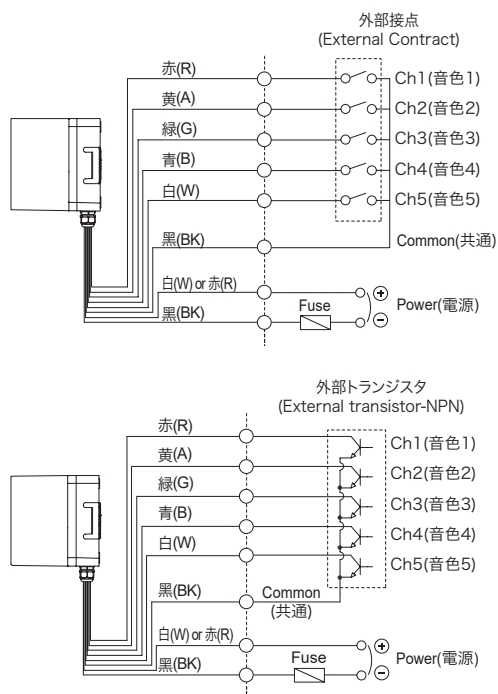 外部接点
(External Contract)
赤(R)
Ch1(音色1)
黄(A)
Ch2(音色2)
緑(G)
Ch3(音色3)
青(B)
Ch4(音色4)
白(W)
Ch5(音色5)
黒(BK)
Common(共通)
白(W) or 赤(R)
Fuse
Power(電源)
黒(BK)
外部トランジスタ
(External transistor-NPN)
赤(R)
Ch1(音色1)
黄(A)
Ch2(音色2)
緑(G)
Ch3(音色3)
青(B)
Ch4(音色4)
白(W)
Ch5(音色5)
黒(BK)
Common
(共通)
白(W) or 赤(R)
Fuse
Power(電源)
黒(BK)